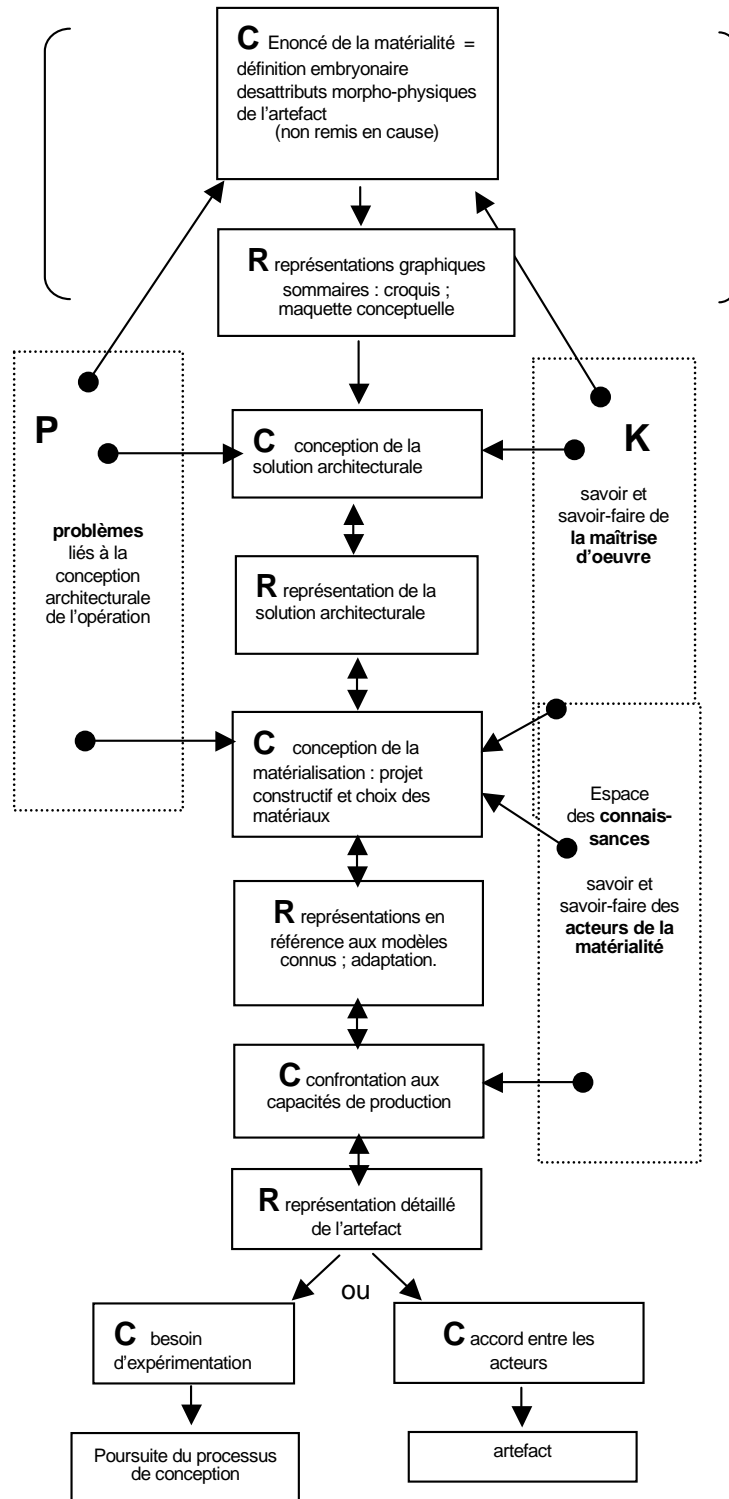 C Enoncé de la matérialité =
définition embryonaire
desattributs morpho-physiques
de l'artefact
(non remis en cause)
R représentations graphiques
sommaires : croquis ;
maquette conceptuelle
P
problèmes
liés à la
conception
architecturale
de l'opération
C conception de la
solution architecturale
K
savoir et
savoir-faire de
la maîtrise
d'oeuvre
R représentation de la
solution architecturale
C conception de la
matérialisation : projet
constructif et choix des
matériaux
Espace
des connais-
sances
savoir et
savoir-faire des
acteurs de la
matérialité
R représentations en
référence aux modèles
connus ; adaptation.
C confrontation aux
capacités de production
R représentation détaillé
de l'artefact
ou
C besoin
d'expérimentation
C accord entre les
acteurs
Poursuite du processus
de conception
artefact